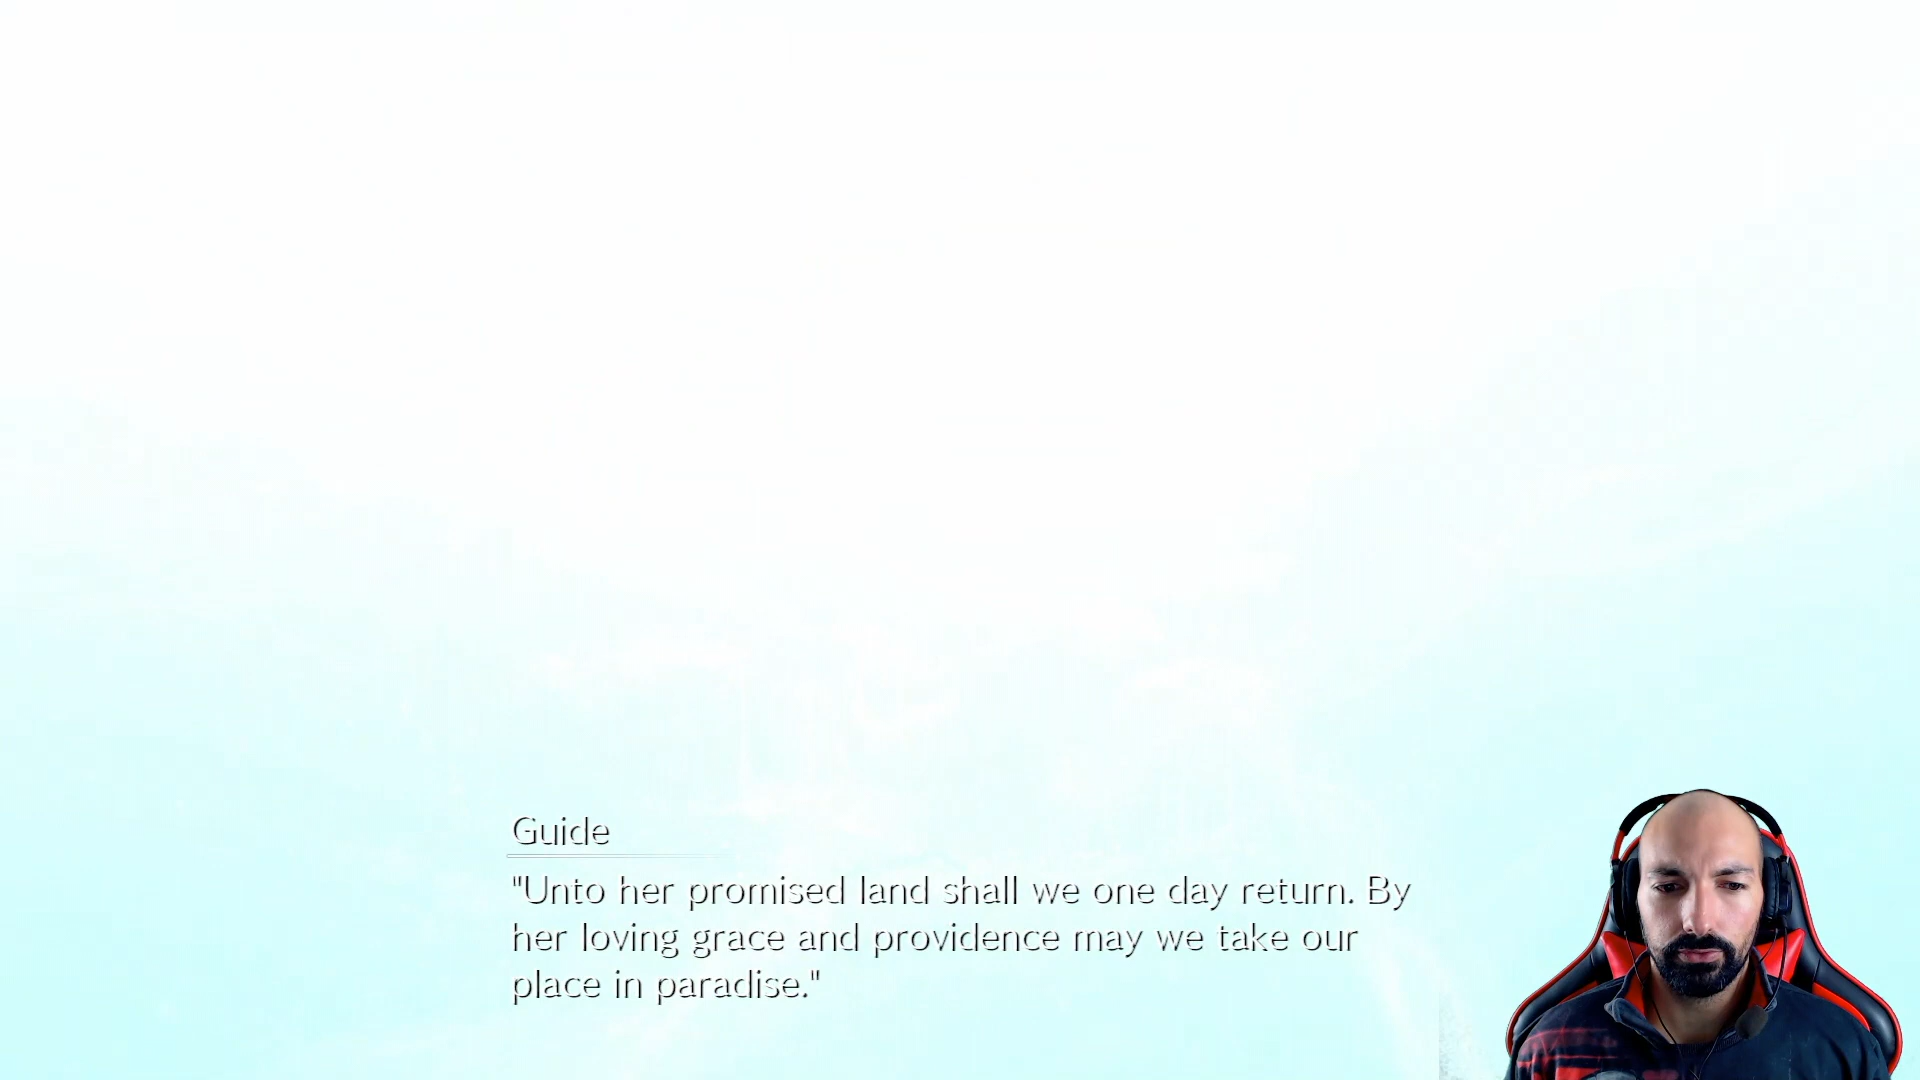 Guide
"Unto her promised land shall we one day return. By
her loving grace and providence may we take our
place in paradise."